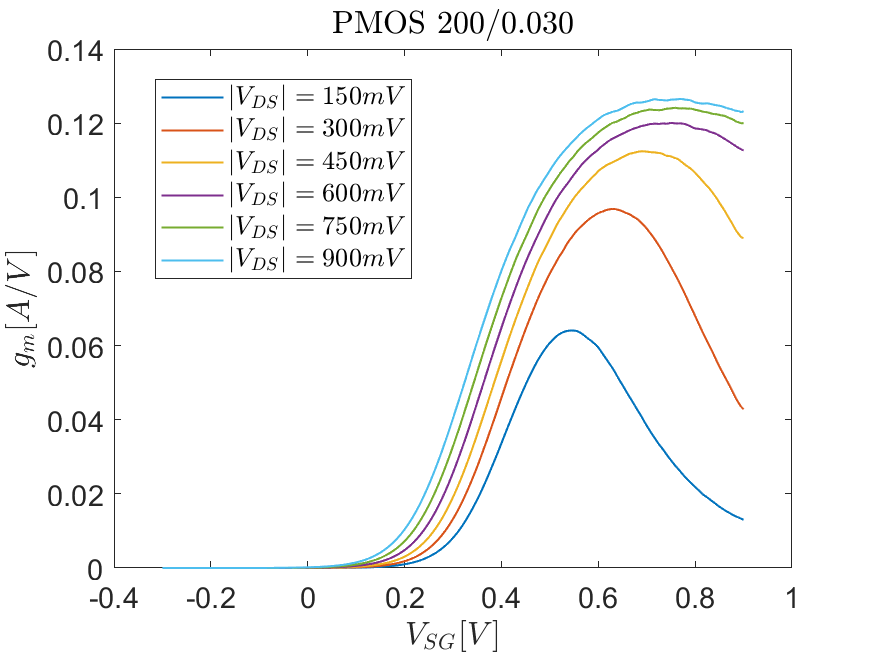 PMOS 200/0.030
0.14
0.12
0.1
0.08
0.06
0.04
0.02
0
g_m[A/V]
|V_DS| = 150mV
|V_DS| = 300mV
|V_DS| = 450mV
|V_DS| = 600mV
|V_DS| = 750mV
|V_DS| = 900mV
-0.4 -0.2 0 0.2 0.4 0.6 0.8 1
V_SG[V]